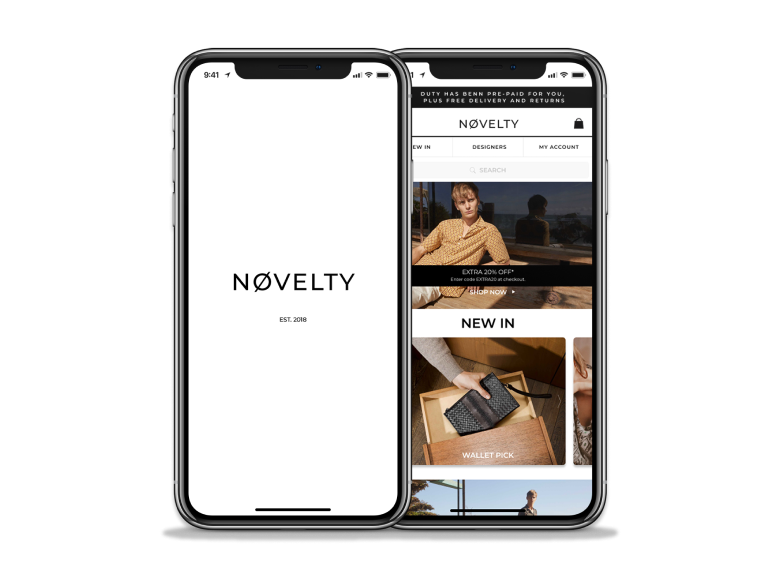 9:41
NØVELTY
EST. 2018
DUTY HAS BENN PRE-PAID FOR YOU,
PLUS FREE DELIVERY AND RETURNS
NØVELTY
EW IN
DESIGNERS
MY ACCOUNT
SEARCH
EXTRA 20% OFF*
Enter code EXTRA20 at checkout.
SHOP NOW
NEW IN
WALLET PICK